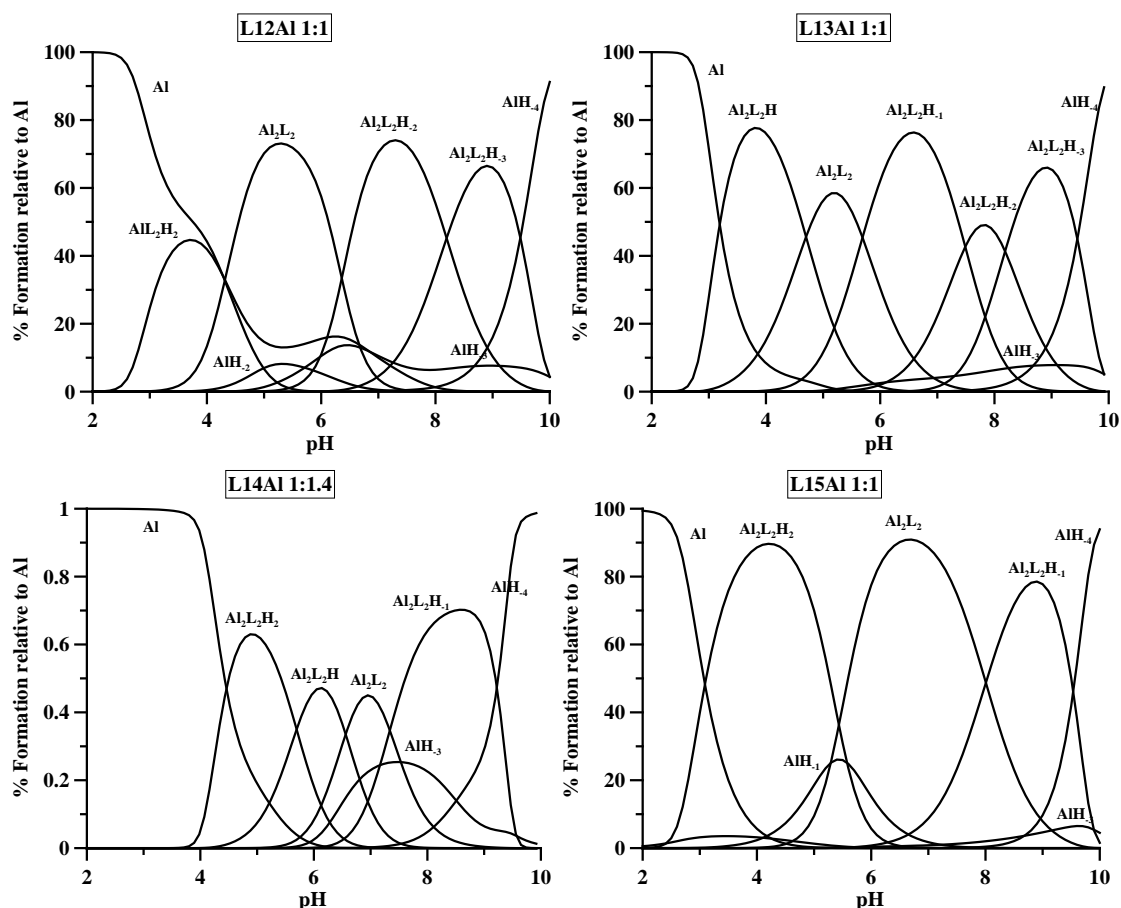 L12Al 1:1
% Formation relative to Al
100
80
60
40
20
0
Al
AlL₂H₂
Al₂L₂
Al₂L₂H₋₂
Al₂L₂H₋₃
AlH₋₄
AlH₋₂
AlH₋₃
2 4 6 8 10
pH
L13Al 1:1
% Formation relative to Al
100
80
60
40
20
0
Al
Al₂L₂H
Al₂L₂
Al₂L₂H₋₁
Al₂L₂H₋₂
Al₂L₂H₋₃
AlH₋₄
AlH₋₃
2 4 6 8 10
pH
L14Al 1:1.4
% Formation relative to Al
1
0.8
0.6
0.4
0.2
0
Al
Al₂L₂H₂
Al₂L₂H
Al₂L₂
Al₂L₂H₋₁
AlH₋₄
AlH₋₃
2 4 6 8 10
pH
L15Al 1:1
% Formation relative to Al
100
80
60
40
20
0
Al
Al₂L₂H₂
Al₂L₂
Al₂L₂H₋₁
AlH₋₄
AlH₋₁
AlH₋₃
2 4 6 8 10
pH